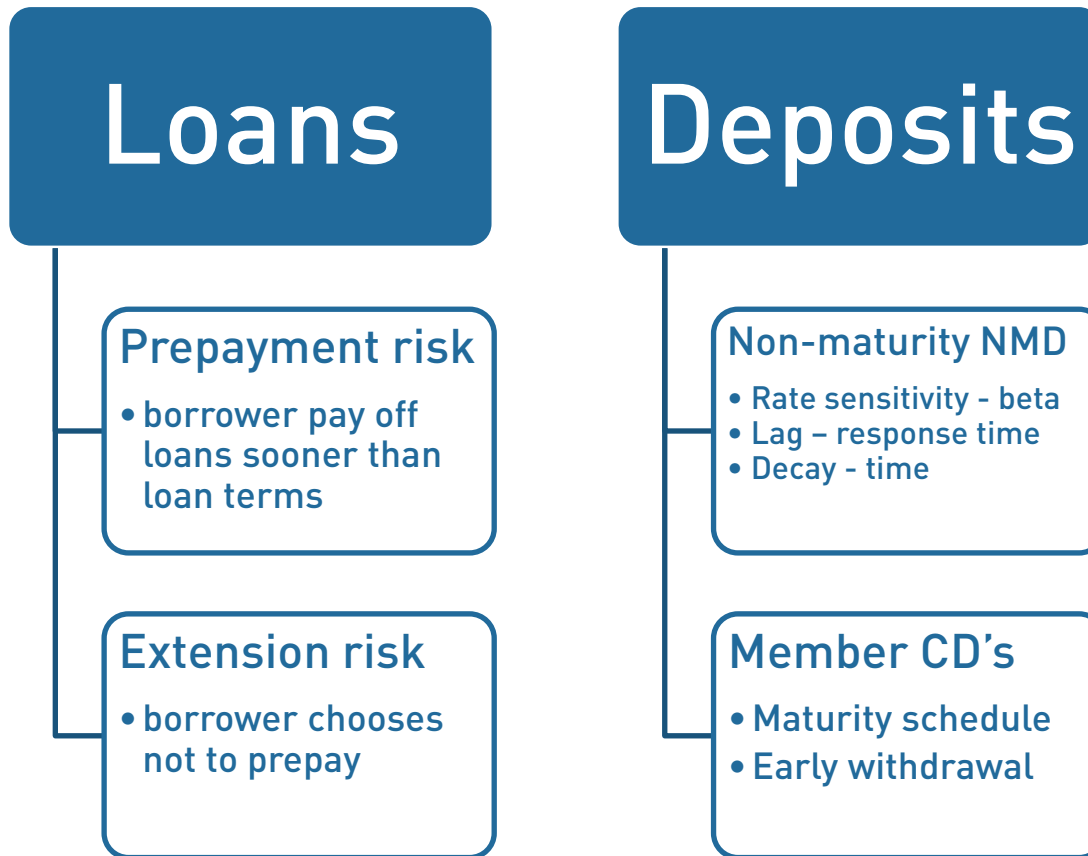 Loans
Prepayment risk
• borrower pay off
loans sooner than
loan terms
Extension risk
• borrower chooses
not to prepay
Deposits
Non-maturity NMD
• Rate sensitivity - beta
• Lag – response time
• Decay - time
Member CD’s
• Maturity schedule
• Early withdrawal